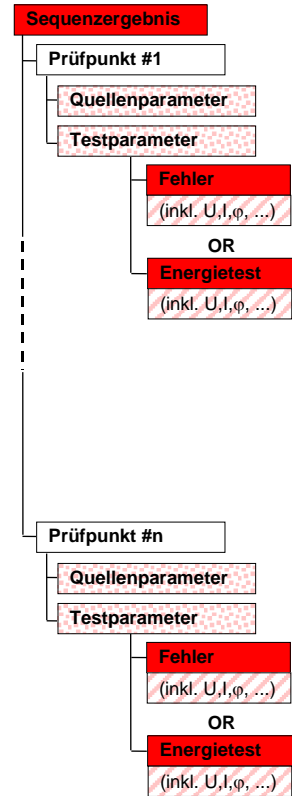 Sequenzergebnis
Prüfpunkt #1
Quellenparameter
Testparameter
Fehler
(inkl. U,I,φ, ...)
OR
Energietest
(inkl. U,I,φ, ...)
Prüfpunkt #n
Quellenparameter
Testparameter
Fehler
(inkl. U,I,φ, ...)
OR
Energietest
(inkl. U,I,φ, ...)